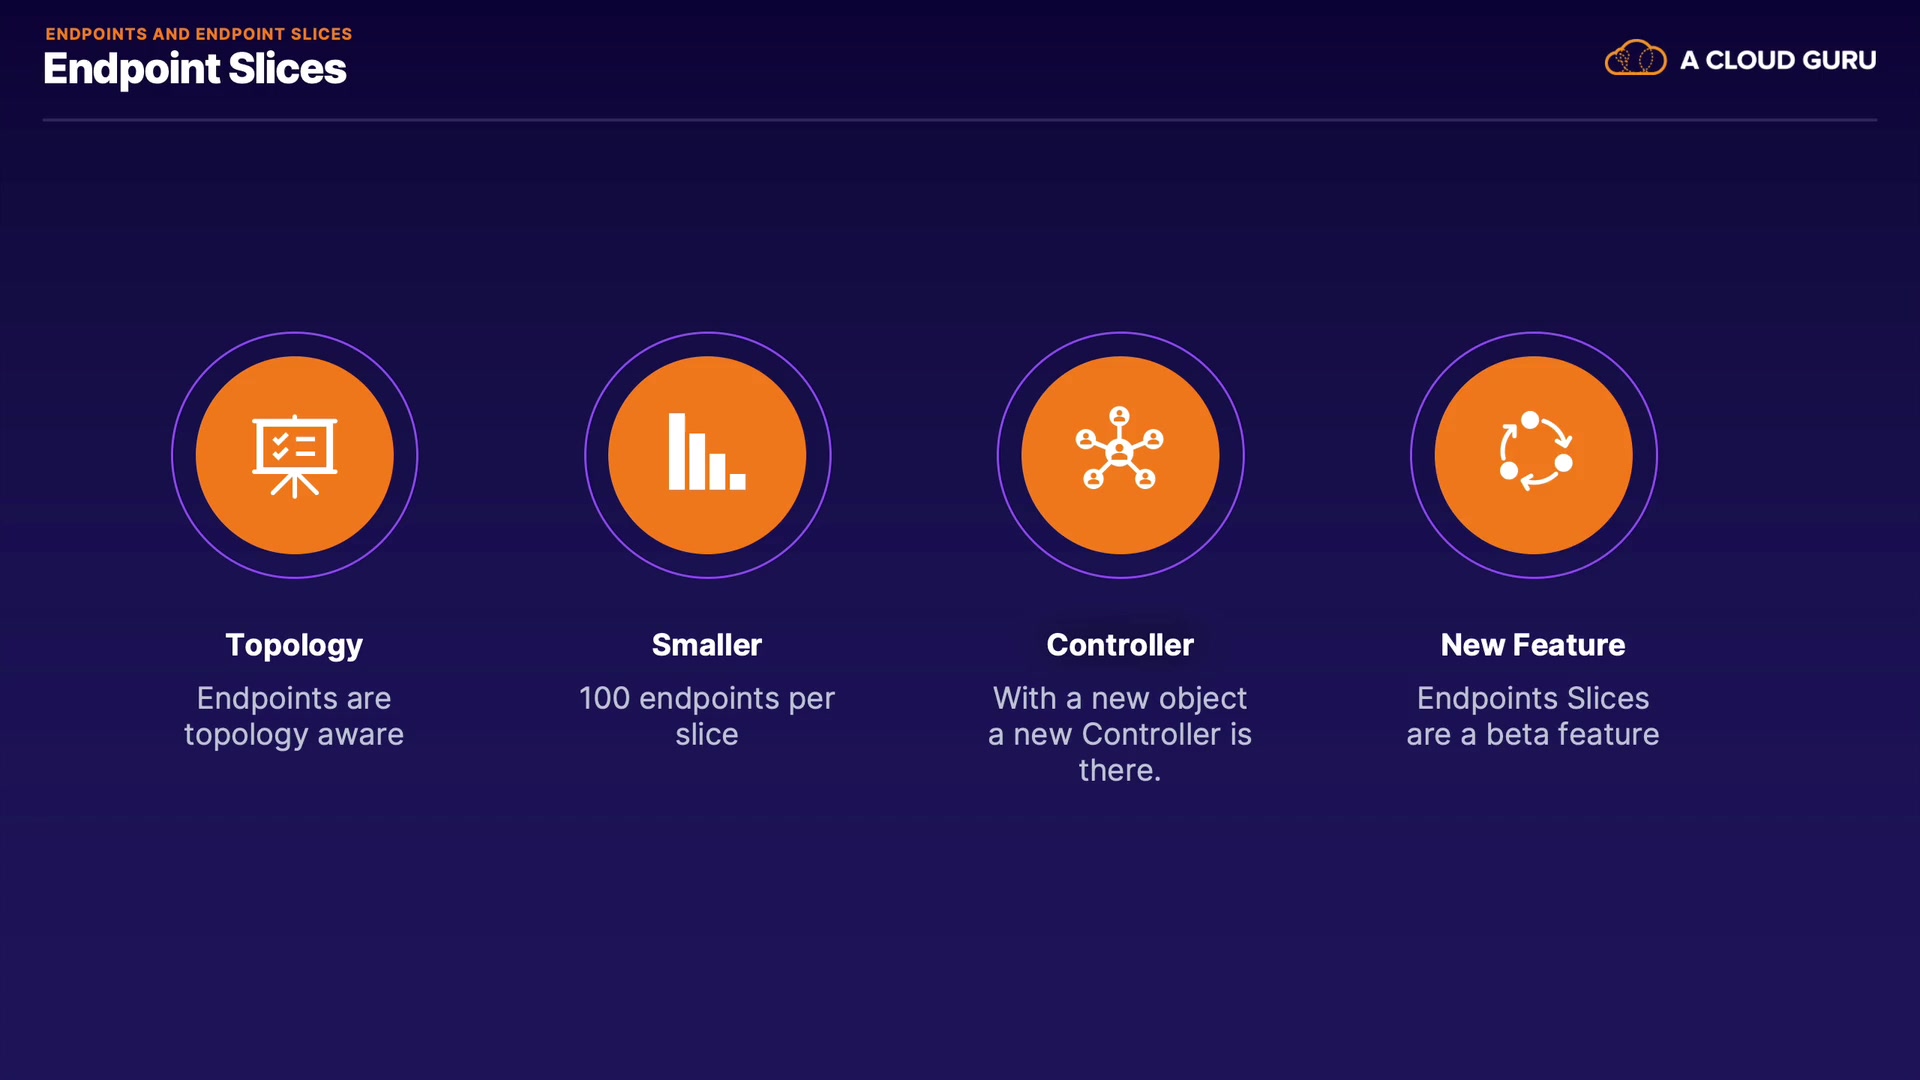 ENDPOINTS AND ENDPOINT SLICES
Endpoint Slices
A CLOUD GURU
Topology
Endpoints are
topology aware
Smaller
100 endpoints per
slice
Controller
With a new object
a new Controller is
there.
New Feature
Endpoints Slices
are a beta feature